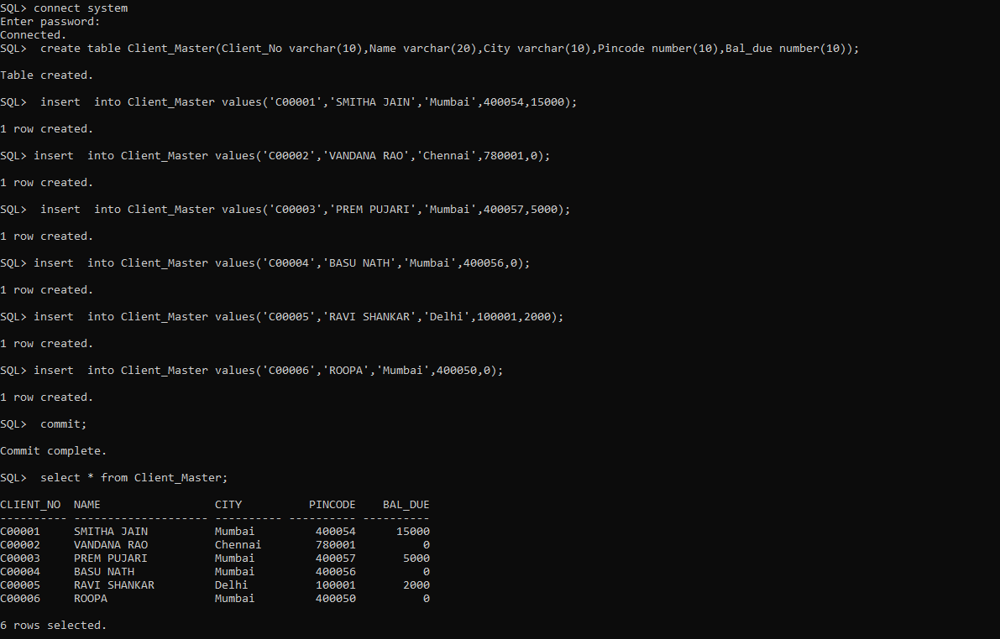 SQL> connect system
Enter password:
Connected.
SQL>  create table Client_Master(Client_No varchar(10),Name varchar(20),City varchar(10),Pincode number(10),Bal_due number(10));
Table created.
SQL>  insert  into Client_Master values('C00001','SMITHA JAIN','Mumbai',400054,15000);
1 row created.
SQL> insert  into Client_Master values('C00002','VANDANA RAO','Chennai',780001,0);
1 row created.
SQL>  insert  into Client_Master values('C00003','PREM PUJARI','Mumbai',400057,5000);
1 row created.
SQL> insert  into Client_Master values('C00004','BASU NATH','Mumbai',400056,0);
1 row created.
SQL> insert  into Client_Master values('C00005','RAVI SHANKAR','Delhi',100001,2000);
1 row created.
SQL> insert  into Client_Master values('C00006','ROOPA','Mumbai',400050,0);
1 row created.
SQL>  commit;
Commit complete.
SQL>  select * from Client_Master;
CLIENT_NO  NAME                 CITY          PINCODE    BAL_DUE
---------- -------------------- ---------- ---------- ----------
C00001     SMITHA JAIN          Mumbai         400054      15000
C00002     VANDANA RAO          Chennai        780001          0
C00003     PREM PUJARI          Mumbai         400057       5000
C00004     BASU NATH            Mumbai         400056          0
C00005     RAVI SHANKAR         Delhi          100001       2000
C00006     ROOPA                Mumbai         400050          0
6 rows selected.